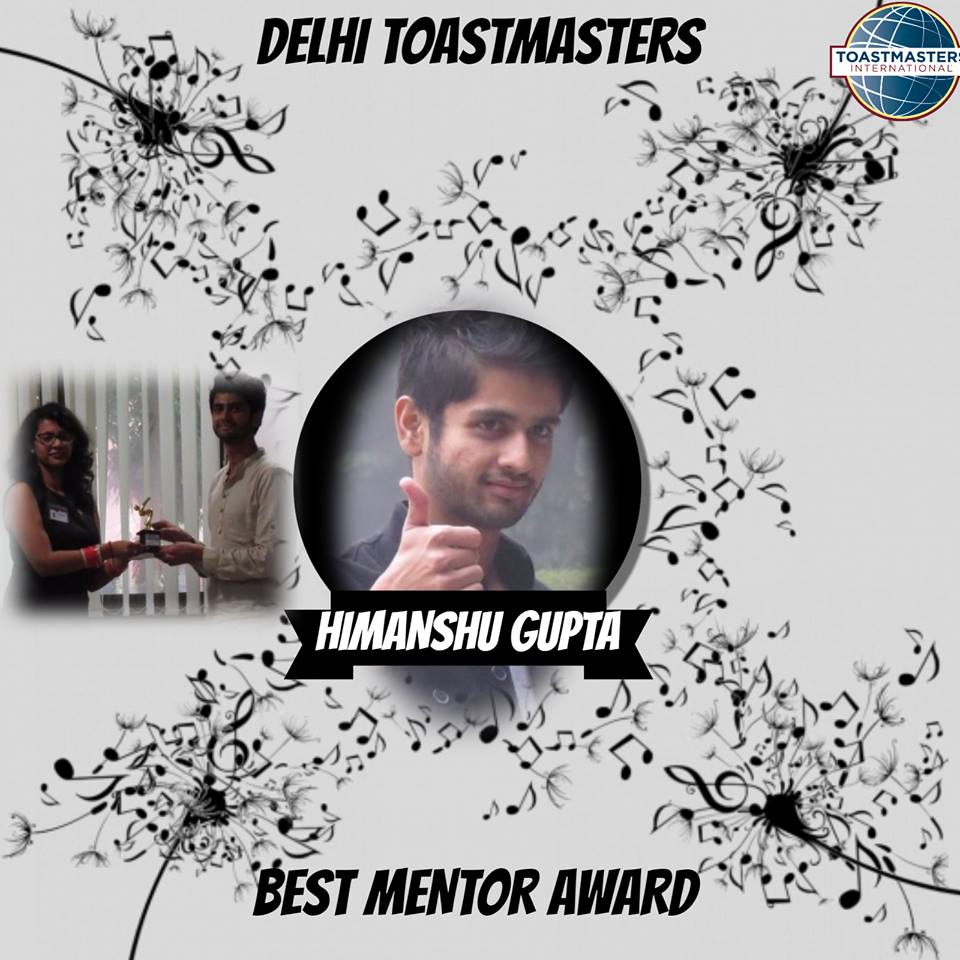 DELHI TOASTMASTERS
TOASTMASTERS
INTERNATIONAL
HIMANSHU GUPTA
BEST MENTOR AWARD